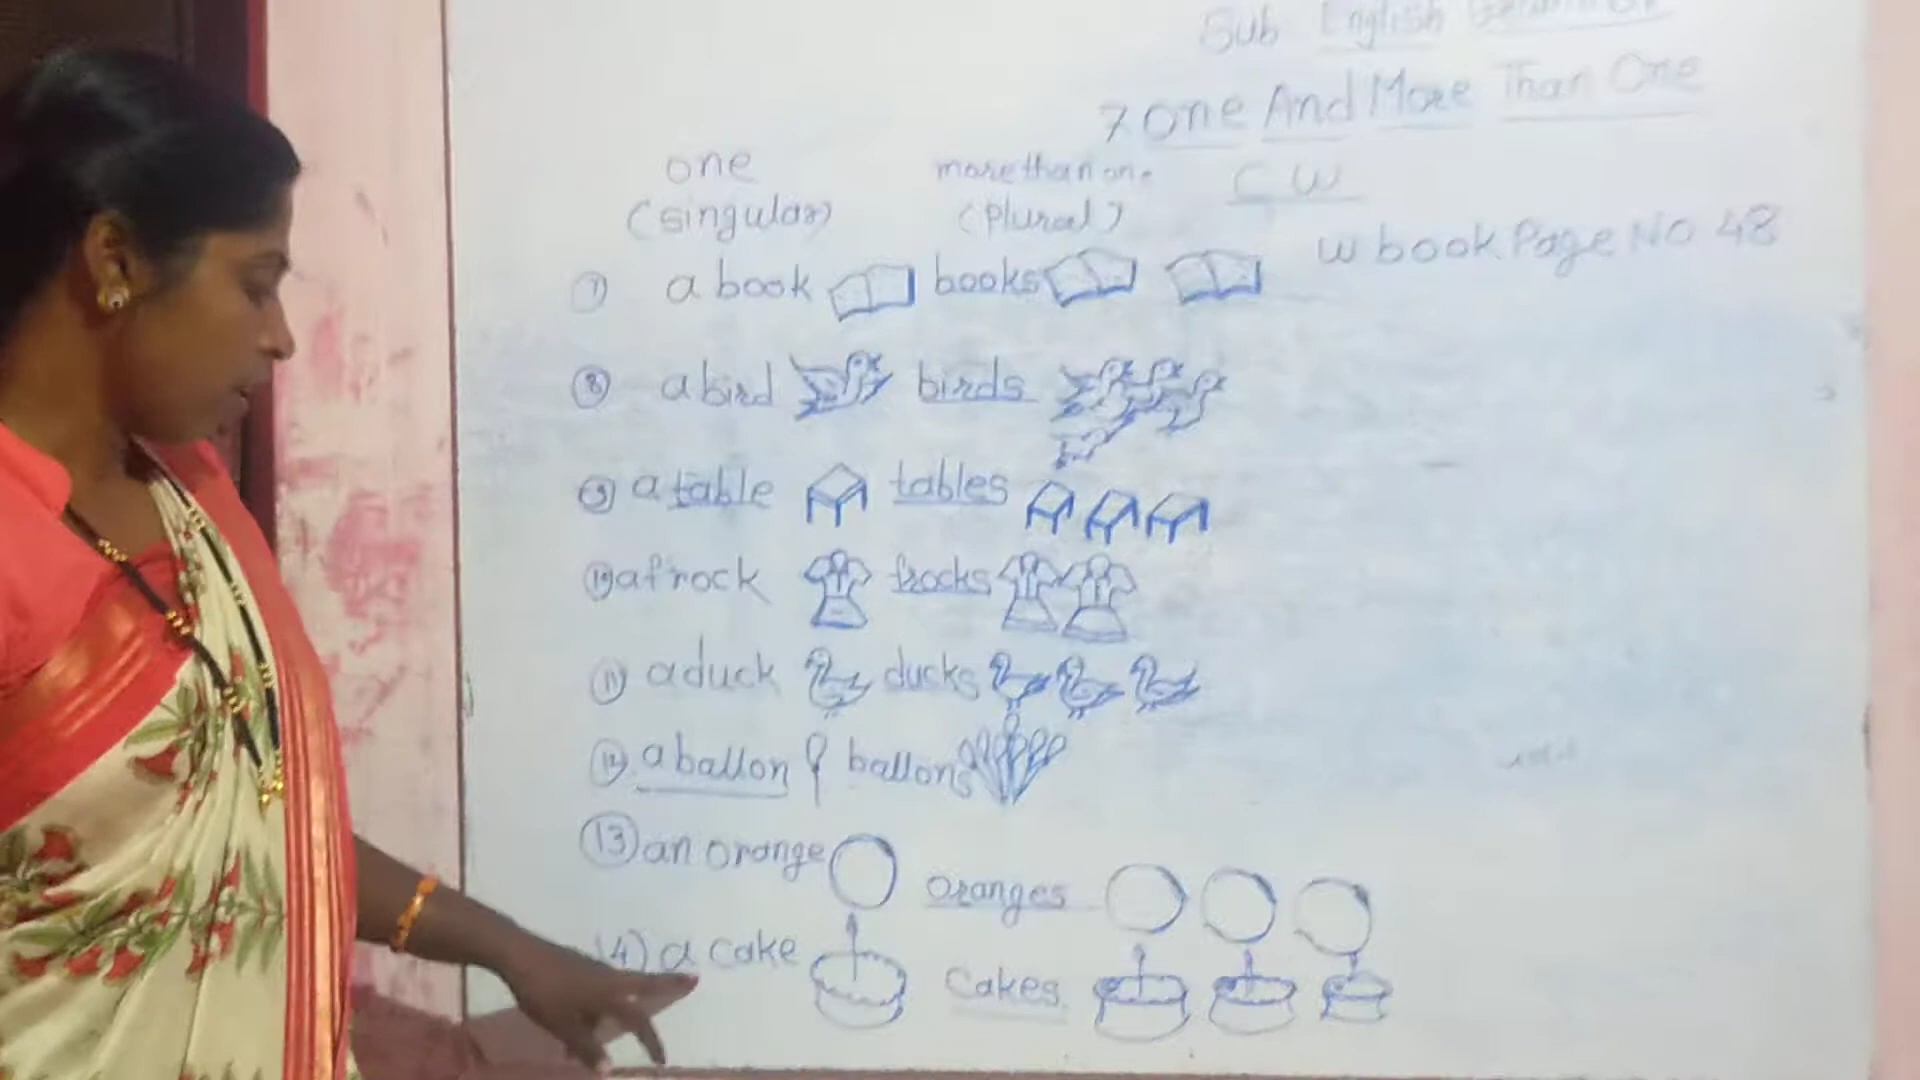 Sub English Grammar
7 One And More Than One
one more than one C W
(singular) (Plural)
W book Page No 48
7 a book books
8 a bird birds
9 a table tables
10 a frock frocks
11 a duck ducks
12 a ballon ballons
13 an orange oranges
14) a cake Cakes